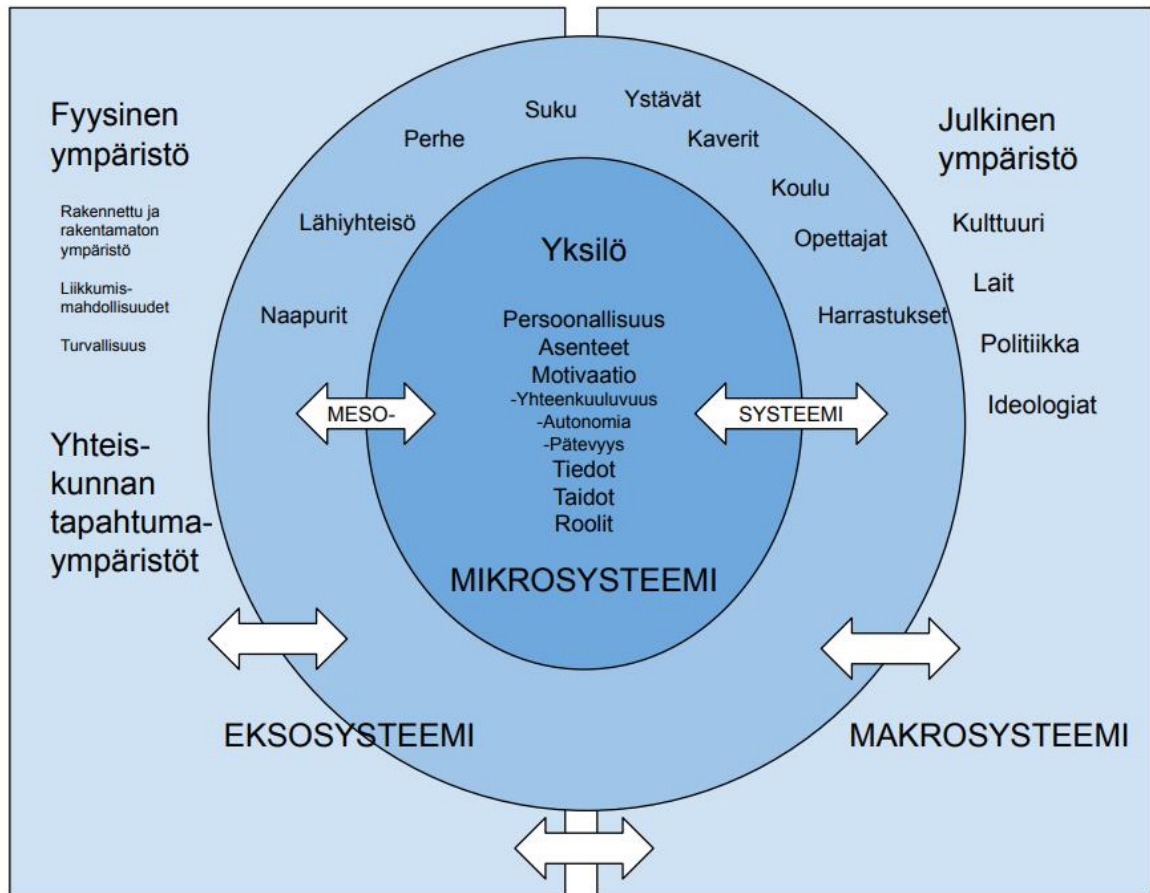 Fyysinen
ympäristö
Rakennettu ja
rakentamaton
ympäristö
Liikkumis-
mahdollisuudet
Turvallisuus
Yhteis-
kunnan
tapahtuma-
ympäristöt
EKSOSYSTEEMI
Naapurit
Lähiyhteisö
Perhe
Suku
Ystävät
Kaverit
Koulu
Opettajat
Harrastukset
MESO-
SYSTEEMI
Yksilö
Persoonallisuus
Asenteet
Motivaatio
-Yhteenkuuluvuus
-Autonomia
-Pätevyys
Tiedot
Taidot
Roolit
MIKROSYSTEEMI
Julkinen
ympäristö
Kulttuuri
Lait
Politiikka
Ideologiat
MAKROSYSTEEMI